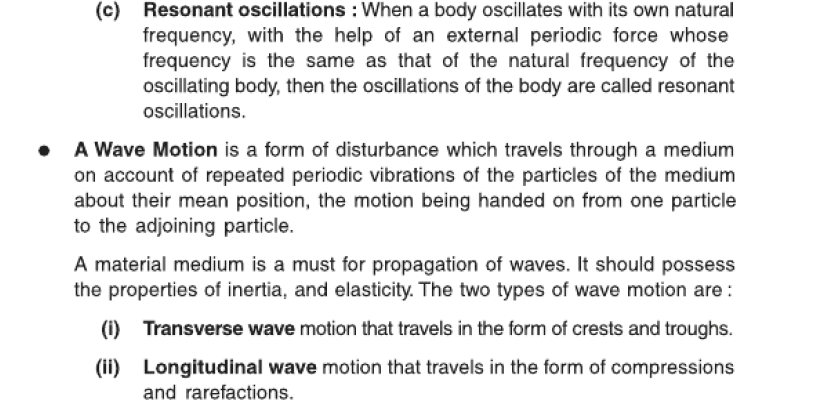 (c) Resonant oscillations : When a body oscillates with its own natural
frequency, with the help of an external periodic force whose
frequency is the same as that of the natural frequency of the
oscillating body, then the oscillations of the body are called resonant
oscillations.
● A Wave Motion is a form of disturbance which travels through a medium
on account of repeated periodic vibrations of the particles of the medium
about their mean position, the motion being handed on from one particle
to the adjoining particle.
A material medium is a must for propagation of waves. It should possess
the properties of inertia, and elasticity. The two types of wave motion are :
(i) Transverse wave motion that travels in the form of crests and troughs.
(ii) Longitudinal wave motion that travels in the form of compressions
and rarefactions.